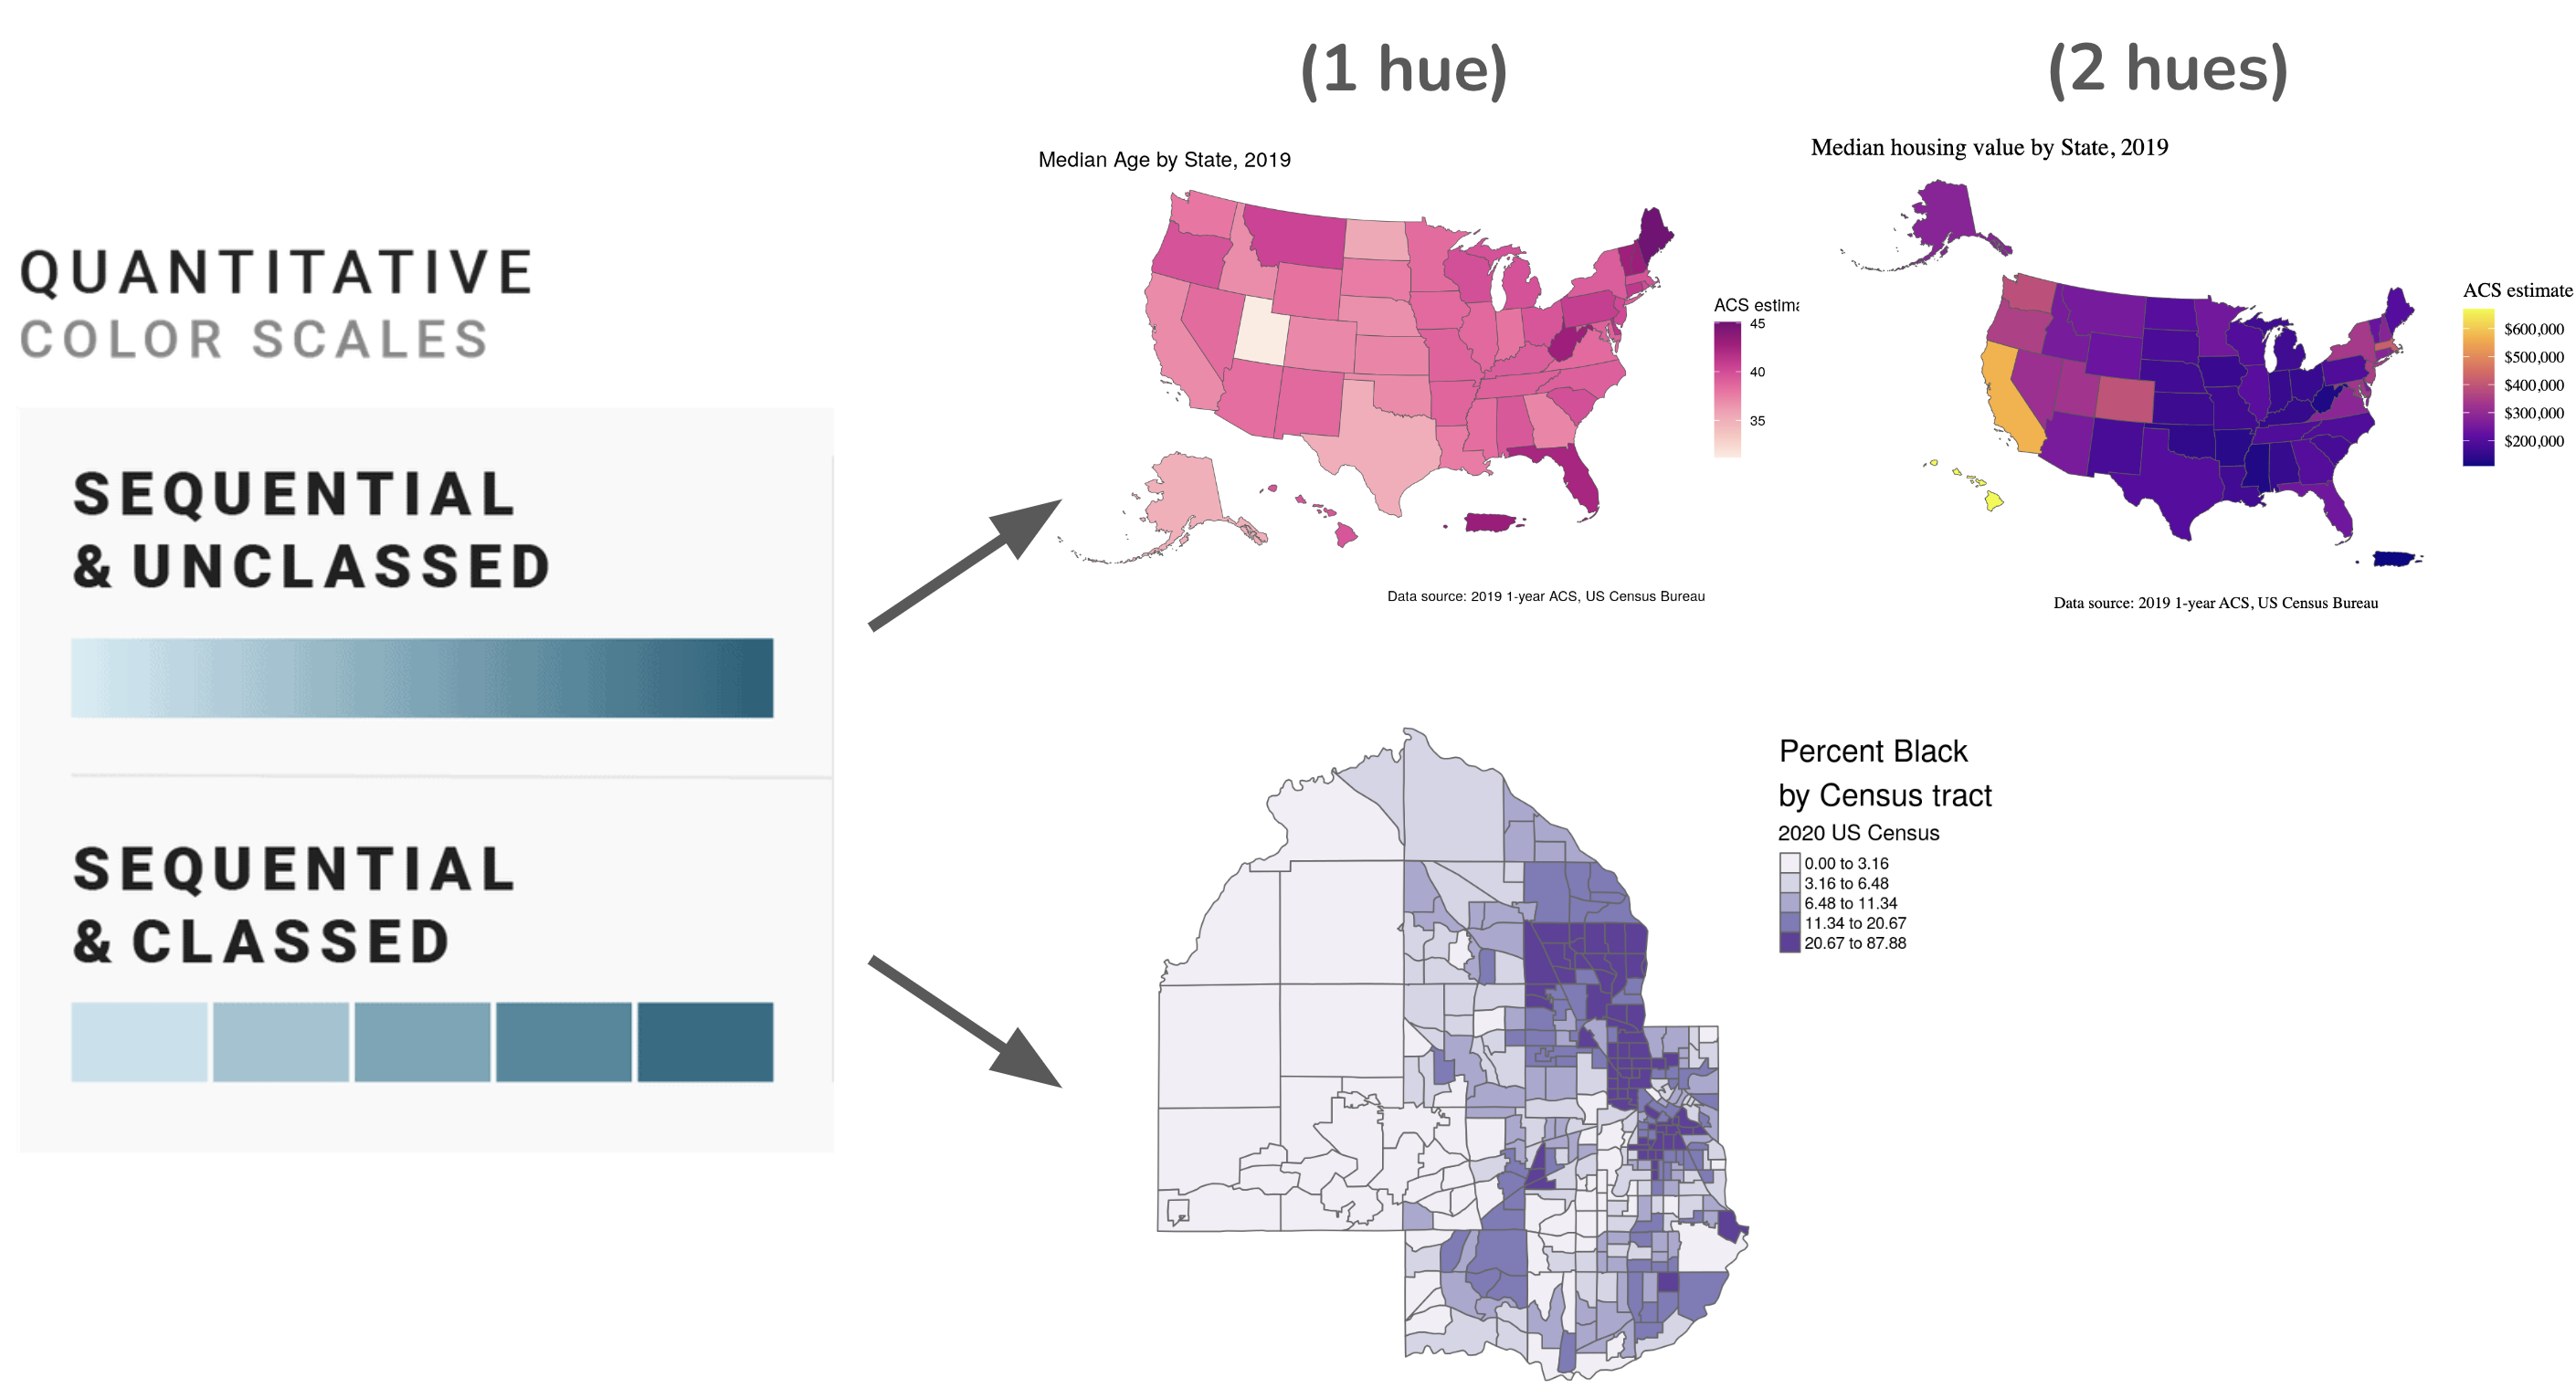 (1 hue)
(2 hues)
QUANTITATIVE
COLOR SCALES
SEQUENTIAL
& UNCLASSED
SEQUENTIAL
& CLASSED
Median Age by State, 2019
ACS estima
45
40
35
Data source: 2019 1-year ACS, US Census Bureau
Median housing value by State, 2019
ACS estimate
$600,000
$500,000
$400,000
$300,000
$200,000
Data source: 2019 1-year ACS, US Census Bureau
Percent Black
by Census tract
2020 US Census
0.00 to 3.16
3.16 to 6.48
6.48 to 11.34
11.34 to 20.67
20.67 to 87.88